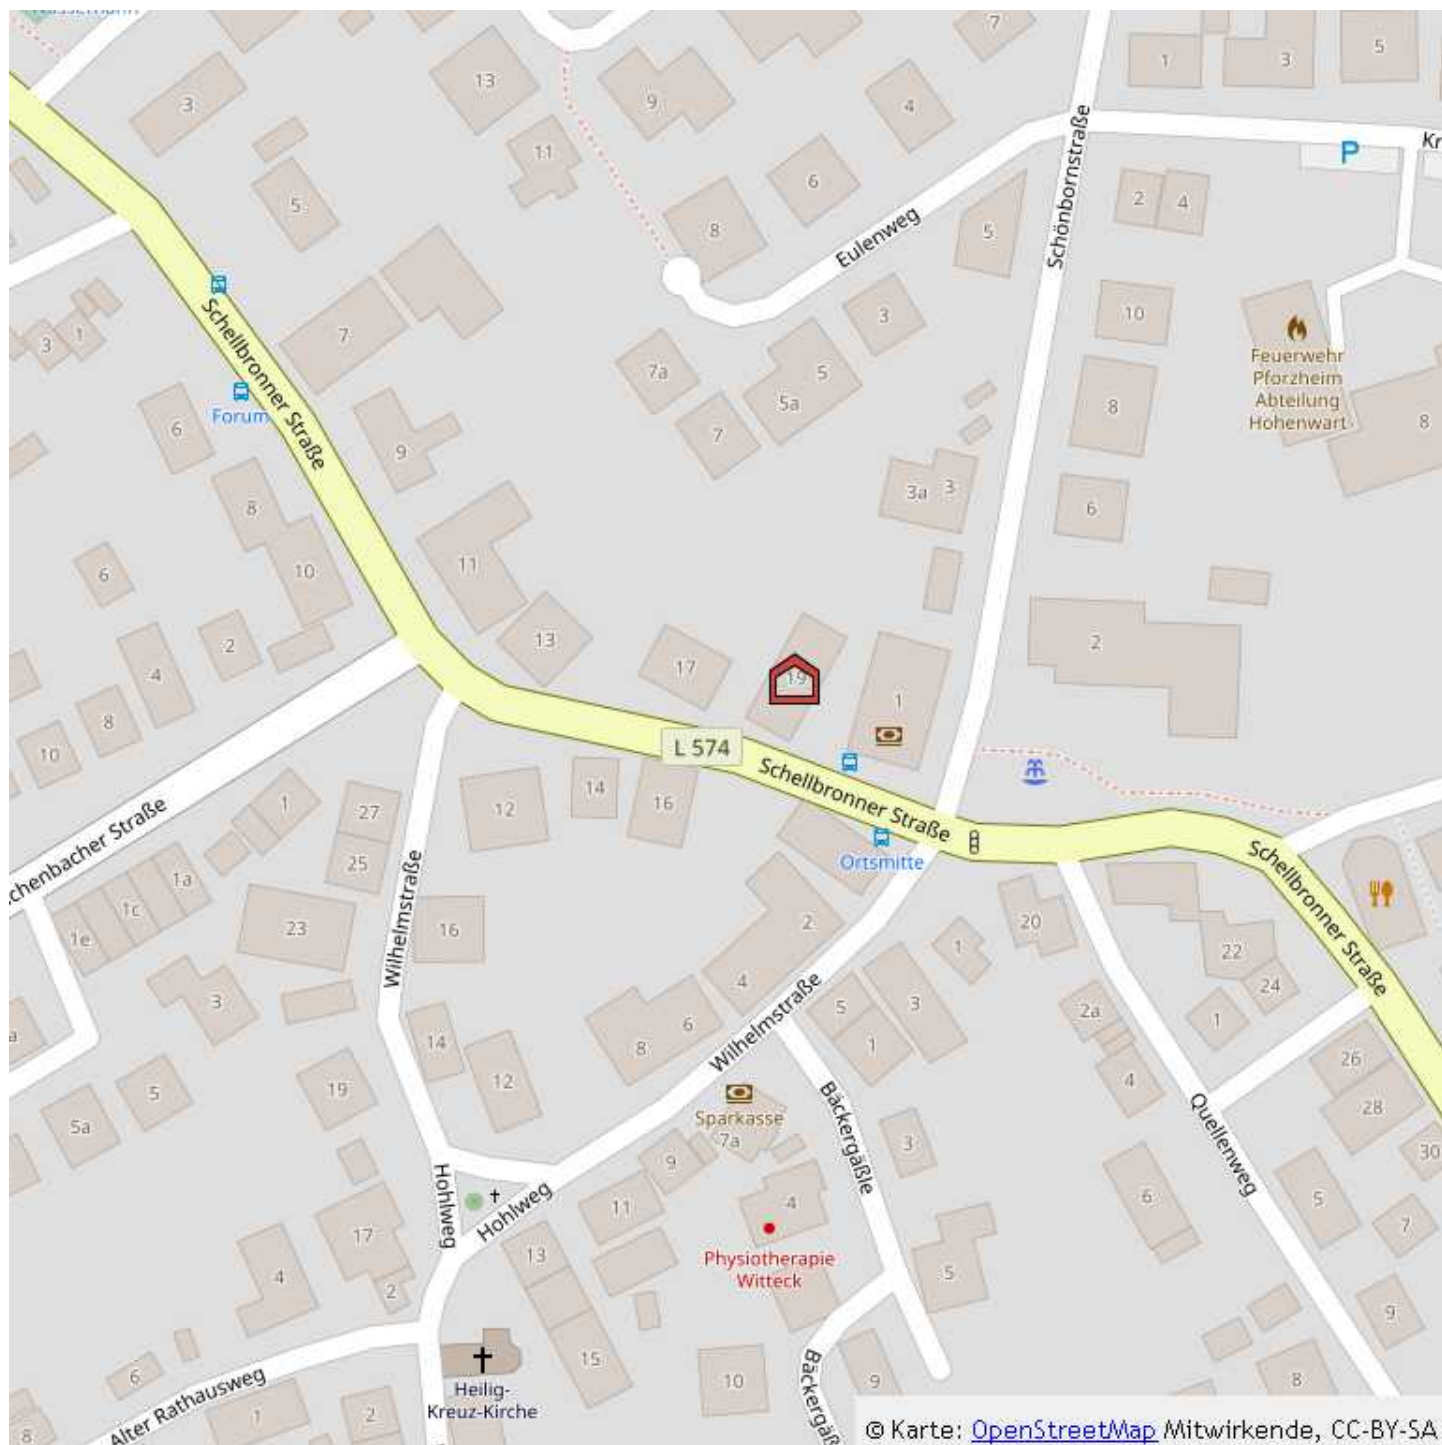 7
13
9
4
1
3
5
3
P
Kr
11
6
2
4
5
8
5
Schönbornstraße
Eulenweg
10
3
3
1
7
Schellbronner Straße
Feuerwehr
Pforzheim
Abteilung
Hohenwart
7a
5
5a
8
8
Forum
6
9
7
3a
3
6
8
11
10
6
13
2
2
4
17
19
1
8
10
L 574
Schellbronner Straße
1
27
12
14
16
Ortsmitte
25
chenbacher Straße
Wilhelmstraße
1a
1c
1e
23
16
2
4
20
1
22
24
Schellbronner Straße
3
a
14
6
8
5
3
1
2a
1
Wilhelmstraße
12
19
5
5a
4
26
28
30
Sparkasse
7a
Bäckergäßle
3
Quellenweg
9
11
4
6
5
7
Hohlweg
Hohlweg
17
13
4
2
Physiotherapie
Witteck
5
9
15
6
Heilig-
Kreuz-Kirche
10
9
8
Alter Rathausweg
1
2
8
Bäckergäß
© Karte: OpenStreetMap Mitwirkende, CC-BY-SA